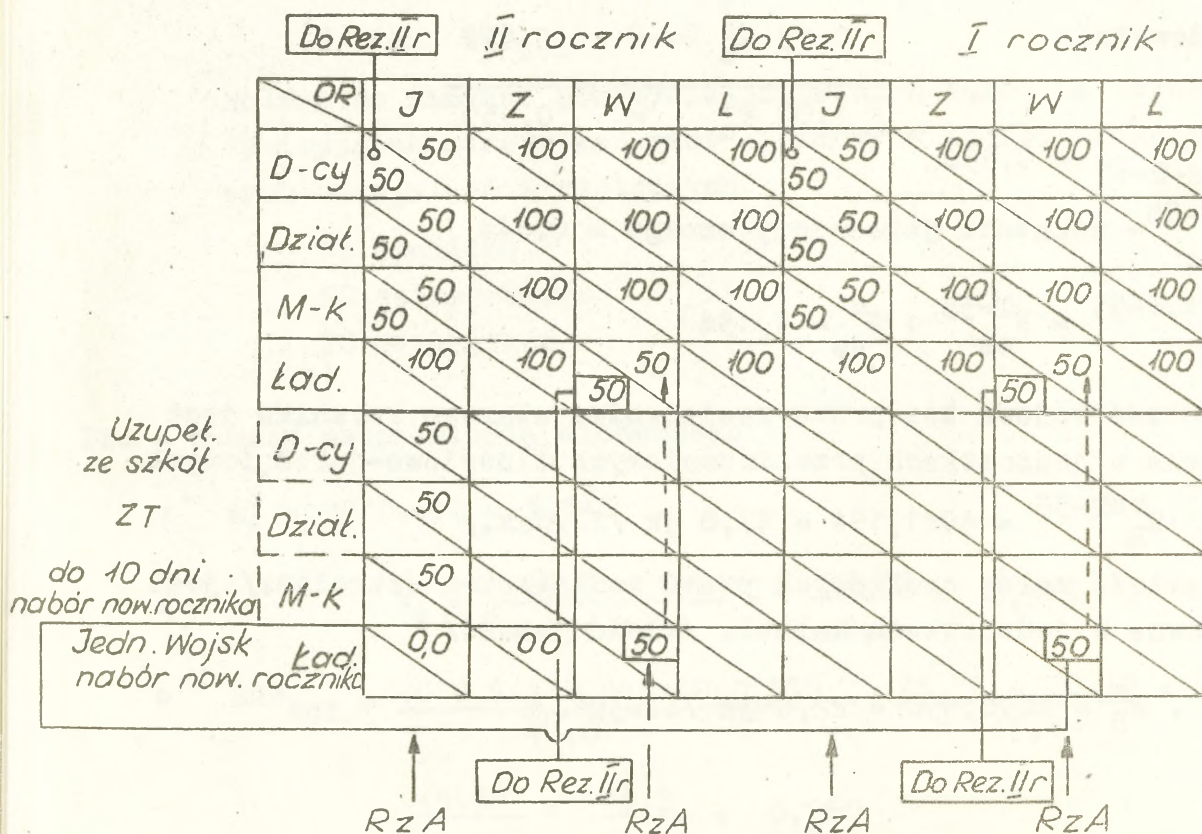 Do Rez. II r   II rocznik   Do Rez. II r   I rocznik
OR   J   Z   W   L   J   Z   W   L
D-cy   50   100   100   100   50   100   100   100
50   50
Dział.   50   100   100   100   50   100   100   100
50   50
M-k   50   100   100   100   50   100   100   100
50   50
Ład.   100   100   50   100   100   100   50   100
50   50
Uzupeł.
ze szkół
D-cy   50
ZT
Dział.   50
do 10 dni
nabór now. rocznika
M-k   50
Jedn. Wojsk
nabór now. rocznika
Ład.   0,0   00   50   50
Do Rez. II r   Do Rez. II r
RzA   RzA   RzA   RzA